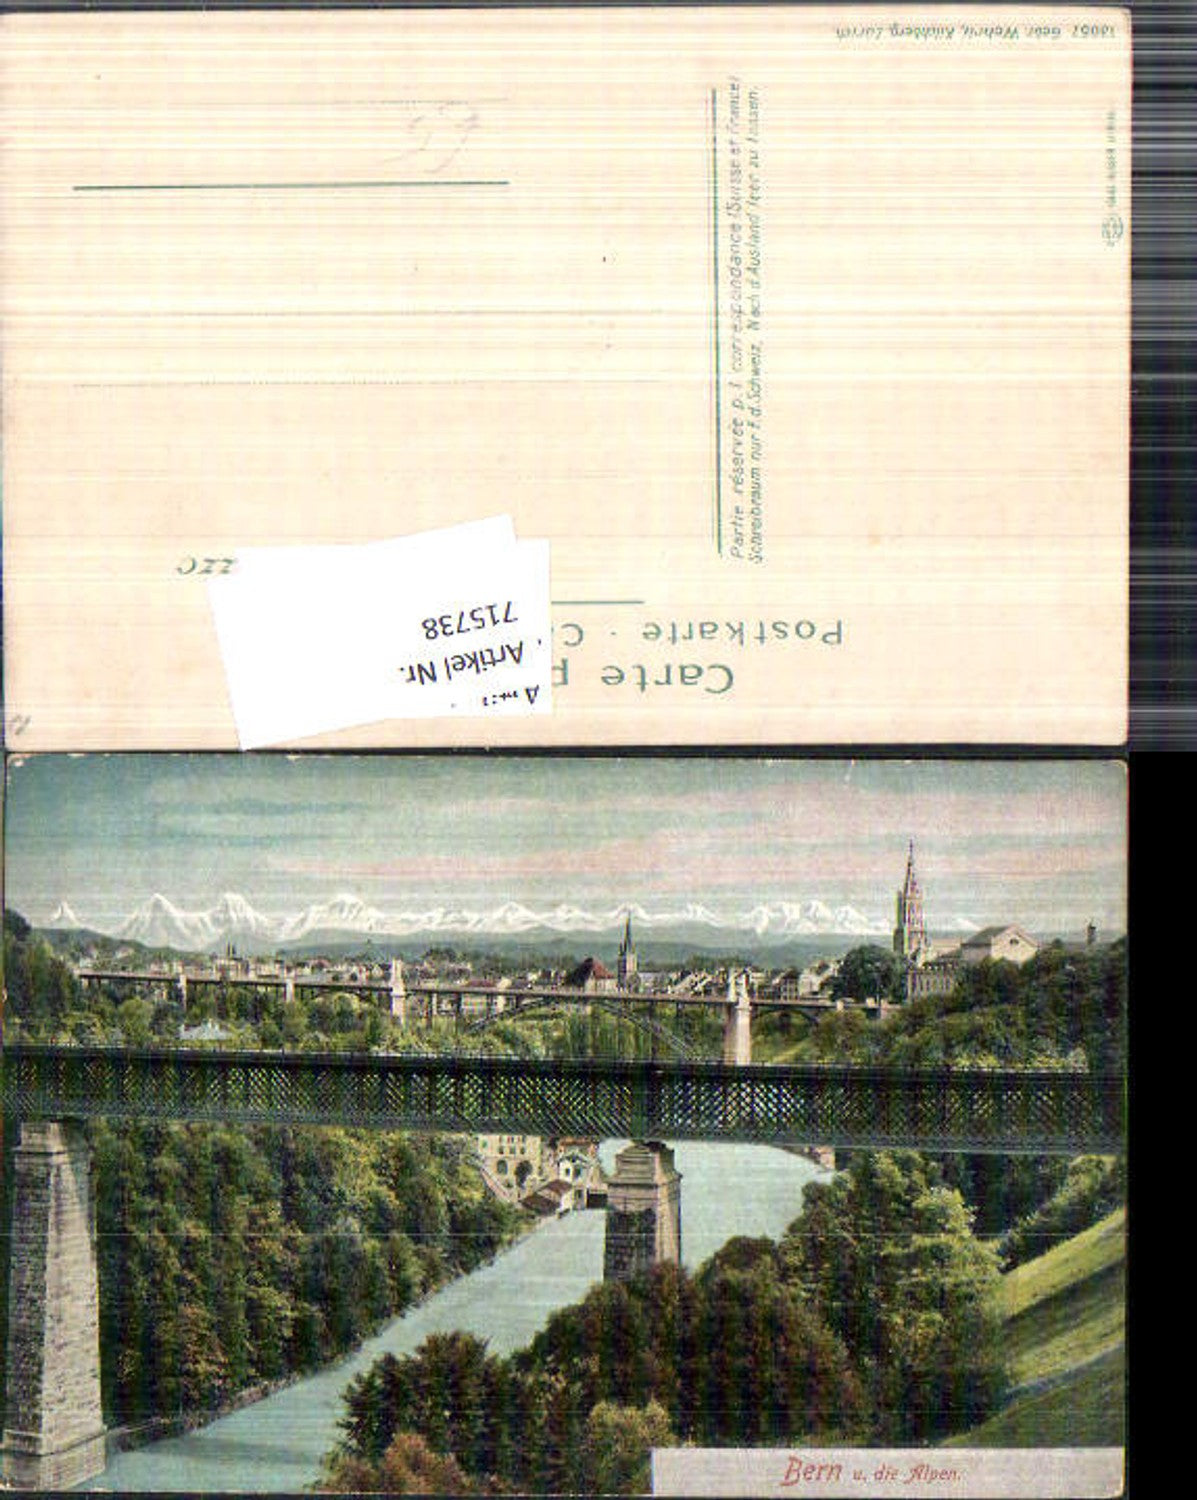 13057 Gebr. Wehrli, Kilchberg, Zürich
Partie réservée p. l. correspondance (Suisse et France)
Schreibraum nur f. d. Schweiz, Nach d'Ausland leer zu lassen.
Carte
Postkarte · C
Artikel Nr.
715738
Bern u. die Alpen.